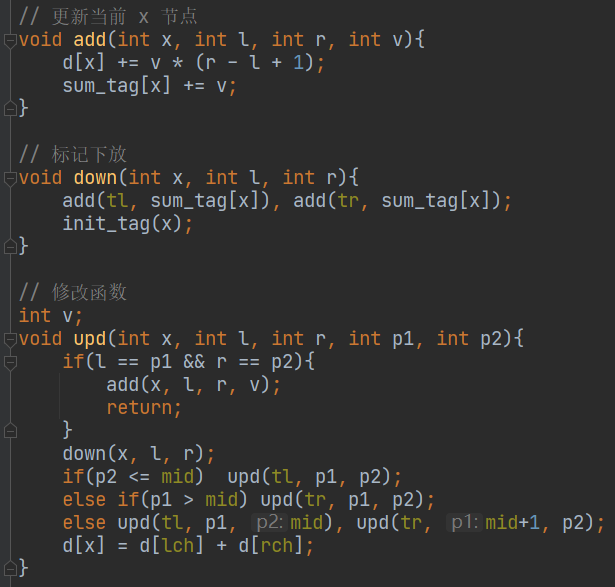 // 更新当前 x 节点
void add(int x, int l, int r, int v){
    d[x] += v * (r - l + 1);
    sum_tag[x] += v;
}

// 标记下放
void down(int x, int l, int r){
    add(tl, sum_tag[x]), add(tr, sum_tag[x]);
    init_tag(x);
}

// 修改函数
int v;
void upd(int x, int l, int r, int p1, int p2){
    if(l == p1 && r == p2){
        add(x, l, r, v);
        return;
    }
    down(x, l, r);
    if(p2 <= mid)  upd(tl, p1, p2);
    else if(p1 > mid) upd(tr, p1, p2);
    else upd(tl, p1, p2: mid), upd(tr, p1: mid+1, p2);
    d[x] = d[lch] + d[rch];
}